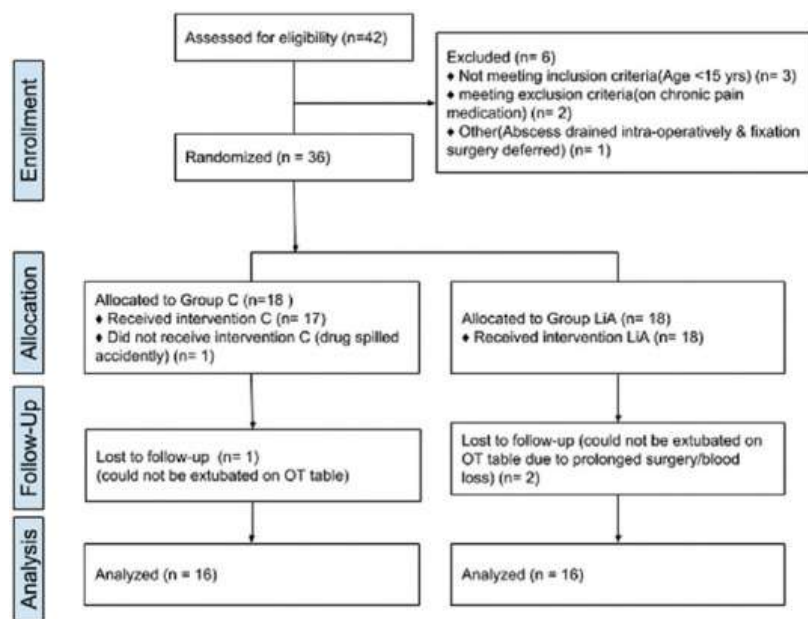 Enrollment
Assessed for eligibility (n=42)
Excluded (n= 6)
♦ Not meeting inclusion criteria(Age <15 yrs) (n= 3)
♦ meeting exclusion criteria(on chronic pain
medication) (n= 2)
♦ Other(Abscess drained intra-operatively & fixation
surgery deferred) (n= 1)
Randomized (n = 36)
Allocation
Allocated to Group C (n=18 )
♦ Received intervention C (n= 17)
♦ Did not receive intervention C (drug spilled
accidently) (n= 1)
Allocated to Group LiA (n= 18)
♦ Received intervention LiA (n= 18)
Follow-Up
Lost to follow-up (n= 1)
(could not be extubated on OT table)
Lost to follow-up (could not be extubated on
OT table due to prolonged surgery/blood
loss) (n= 2)
Analysis
Analyzed (n = 16)
Analyzed (n = 16)